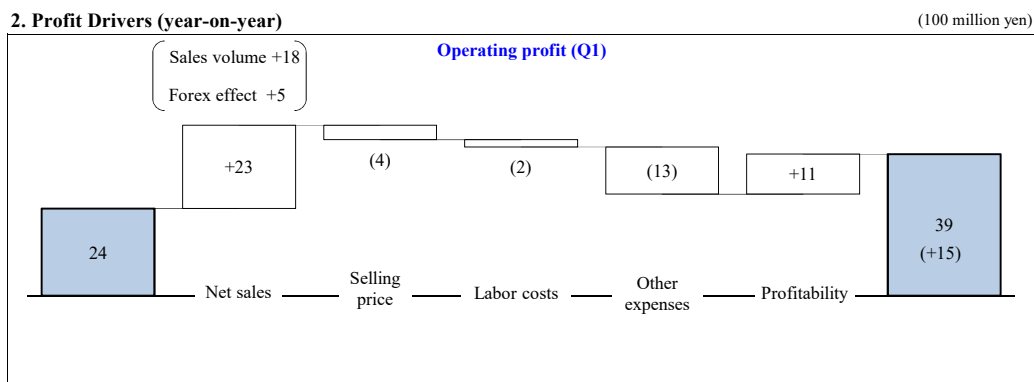 2. Profit Drivers (year-on-year)
(100 million yen)
Operating profit (Q1)
Sales volume +18
Forex effect +5
+23
(4)
(2)
(13)
+11
24
39
(+15)
Net sales
Selling
price
Labor costs
Other
expenses
Profitability